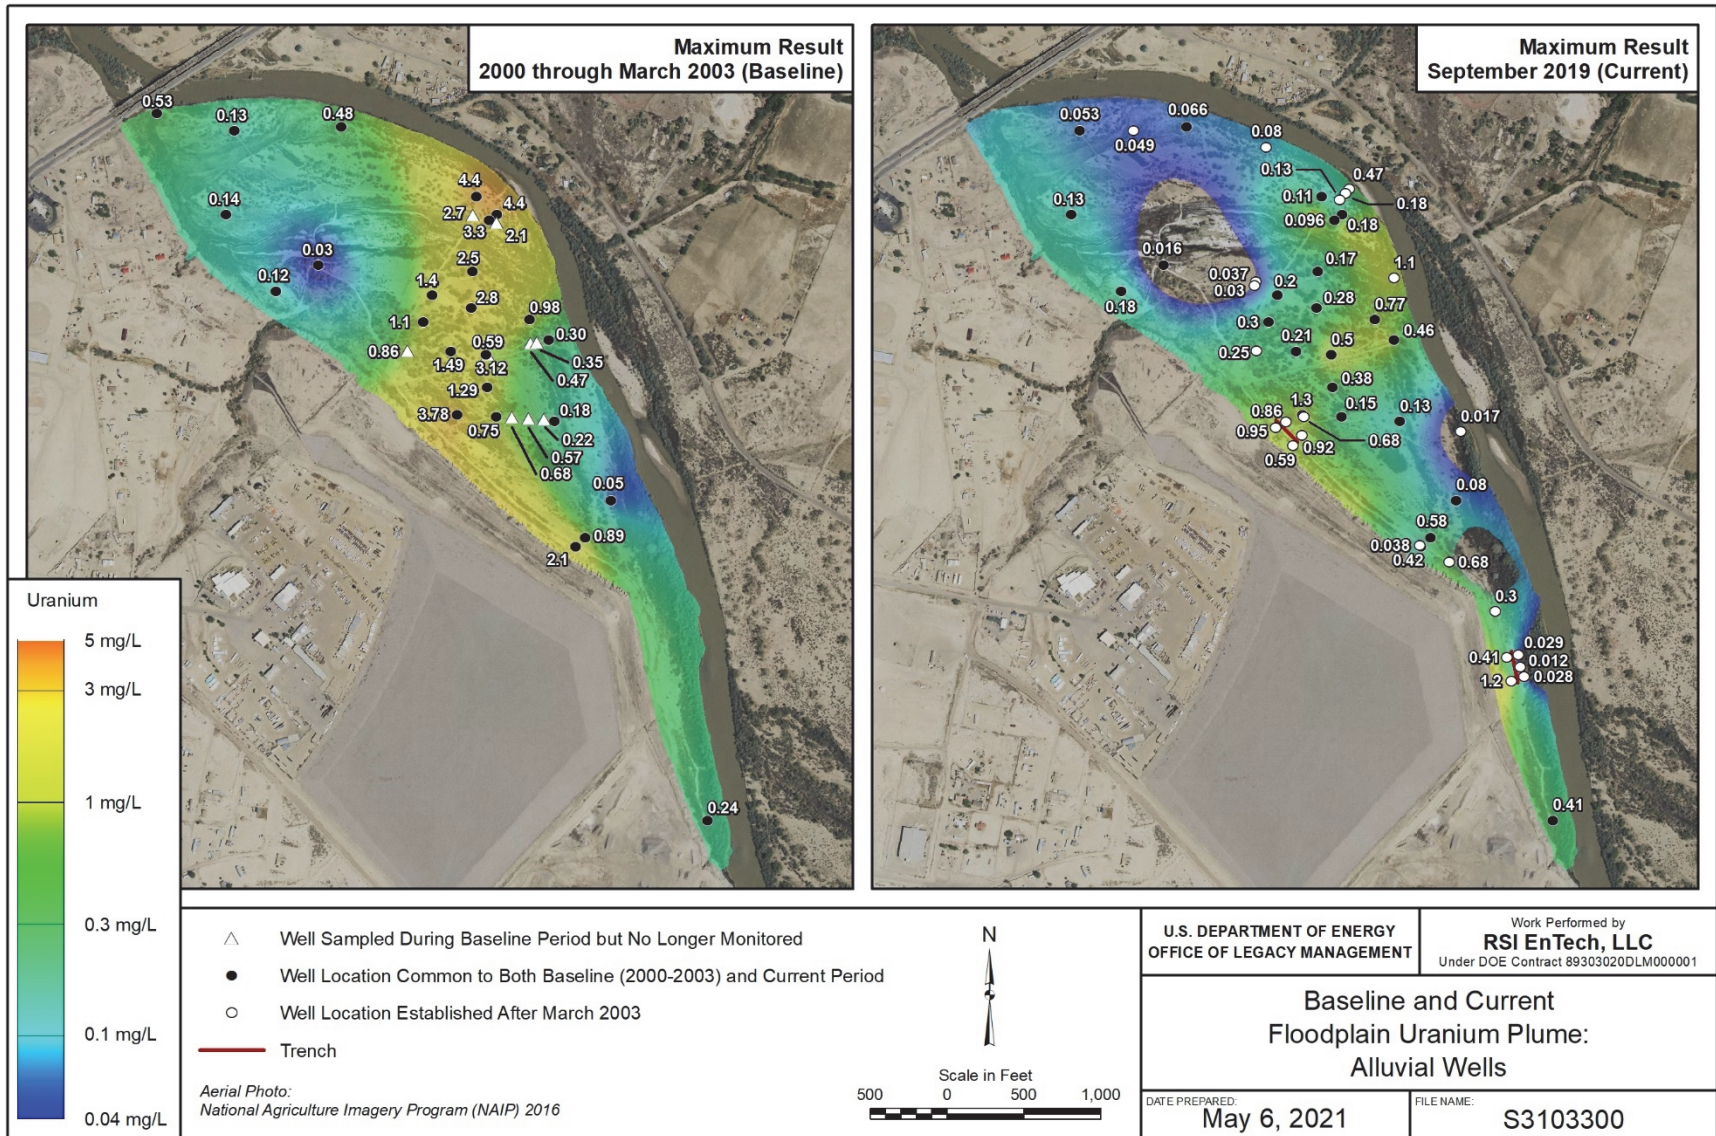 Maximum Result
2000 through March 2003 (Baseline)
0.53
0.13
0.48
4.4
2.7
4.4
3.3
2.1
0.14
0.03
0.12
2.5
1.4
2.8
0.98
1.1
0.30
0.86
0.59
1.49
3.12
0.35
0.47
1.29
3.78
0.75
0.18
0.22
0.57
0.68
0.05
0.89
2.1
0.24
Maximum Result
September 2019 (Current)
0.053
0.066
0.049
0.08
0.13
0.47
0.11
0.18
0.13
0.096
0.18
0.016
0.17
1.1
0.037
0.03
0.2
0.18
0.28
0.77
0.3
0.46
0.21
0.5
0.25
0.38
1.3
0.86
0.15
0.13
0.017
0.95
0.68
0.92
0.59
0.08
0.58
0.038
0.42
0.68
0.3
0.029
0.41
0.012
0.028
1.2
0.41
Uranium
5 mg/L
3 mg/L
1 mg/L
0.3 mg/L
0.1 mg/L
0.04 mg/L
Well Sampled During Baseline Period but No Longer Monitored
Well Location Common to Both Baseline (2000-2003) and Current Period
Well Location Established After March 2003
Trench
Aerial Photo:
National Agriculture Imagery Program (NAIP) 2016
N
Scale in Feet
500 0 500 1,000
U.S. DEPARTMENT OF ENERGY
OFFICE OF LEGACY MANAGEMENT
Work Performed by
RSI EnTech, LLC
Under DOE Contract 89303020DLM000001
Baseline and Current
Floodplain Uranium Plume:
Alluvial Wells
DATE PREPARED:
May 6, 2021
FILE NAME:
S3103300